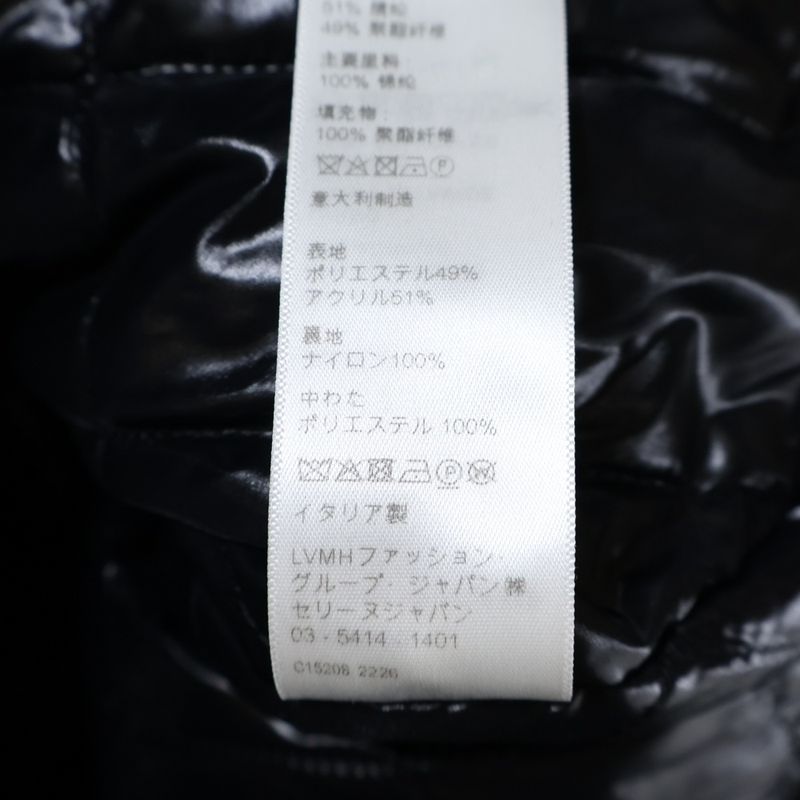 51% 腈纶
49% 聚酯纤维
主要里料:
100% 锦纶
填充物:
100% 聚酯纤维
意大利制造
表地
ポリエステル49%
アクリル51%
裏地
ナイロン100%
中わた
ポリエステル 100%
イタリア製
LVMHファッション・
グループ・ジャパン㈱
セリーヌジャパン
03 - 5414 - 1401
C15208 2226